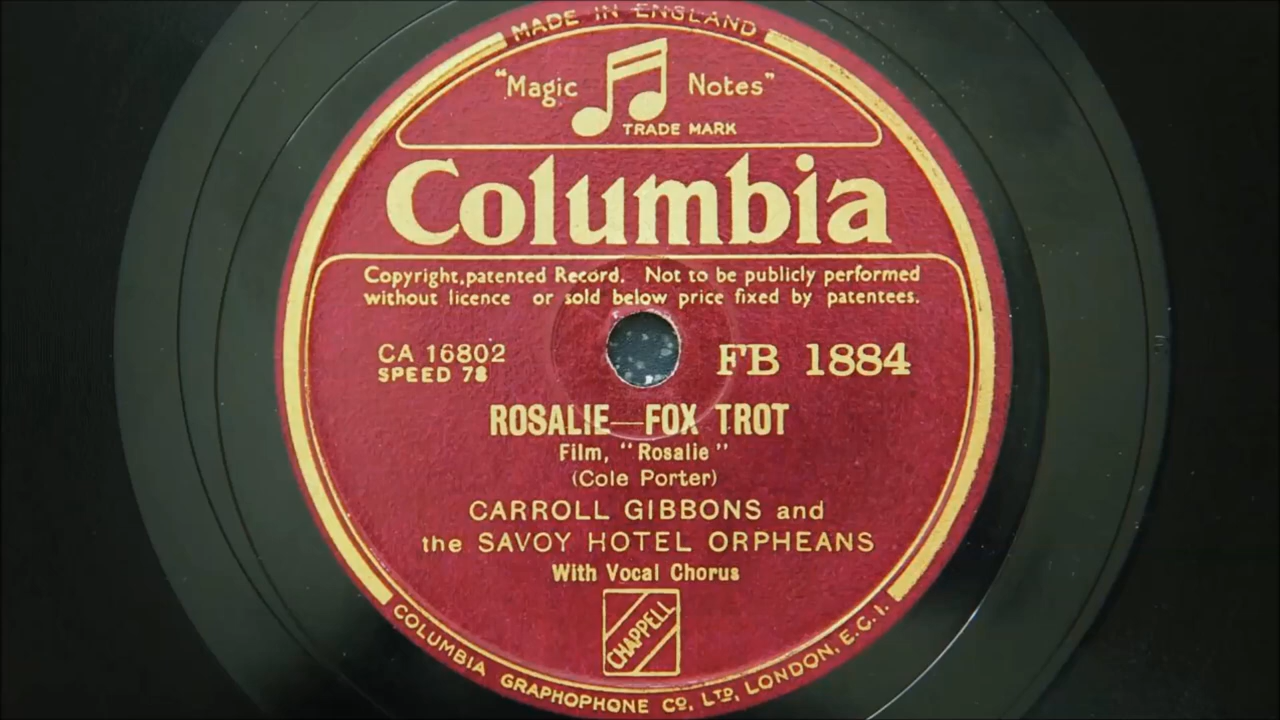 MADE IN ENGLAND
"Magic Notes"
TRADE MARK
Columbia
Copyright, patented Record. Not to be publicly performed
without licence or sold below price fixed by patentees.
CA 16802
SPEED 78
FB 1884
ROSALIE—FOX TROT
Film, "Rosalie"
(Cole Porter)
CARROLL GIBBONS and
the SAVOY HOTEL ORPHEANS
With Vocal Chorus
CHAPPELL
COLUMBIA GRAPHOPHONE Cº. LTD, LONDON, E.C.1.